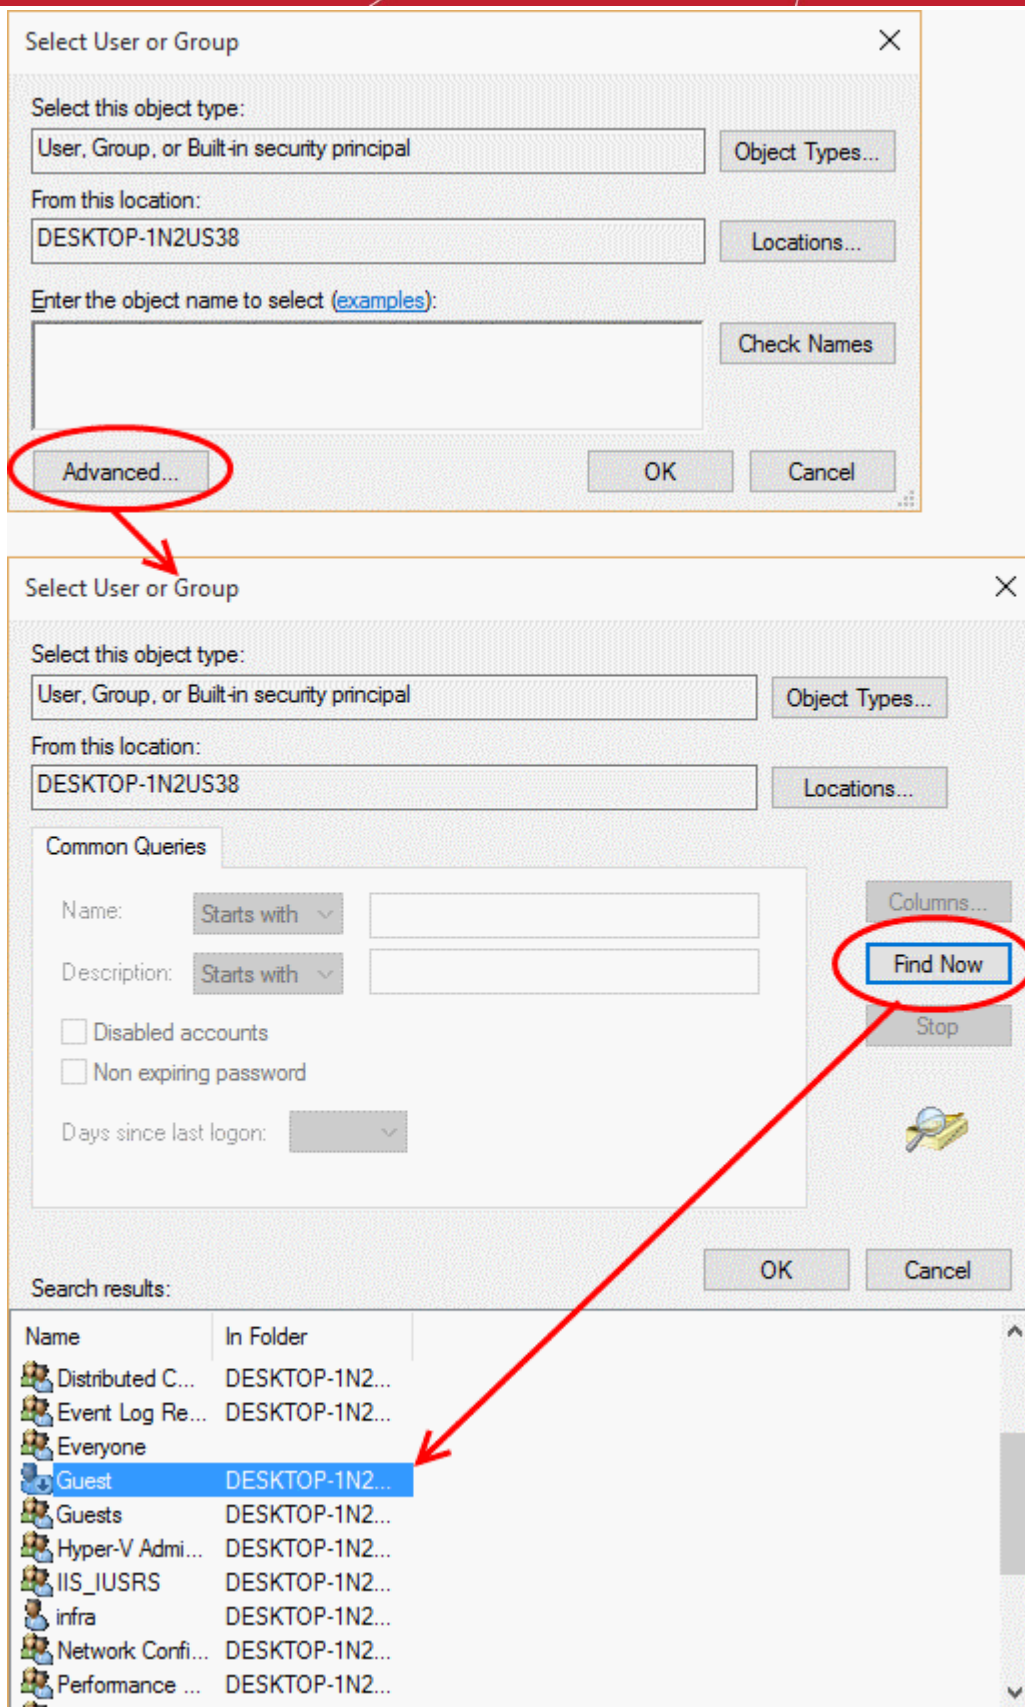 Select User or Group
Select this object type:
User, Group, or Built-in security principal
Object Types...
From this location:
DESKTOP-1N2US38
Locations...
Enter the object name to select (examples):
Check Names
Advanced...
OK
Cancel
Select User or Group
Select this object type:
User, Group, or Built-in security principal
Object Types...
From this location:
DESKTOP-1N2US38
Locations...
Common Queries
Name:
Starts with
Columns...
Description:
Starts with
Find Now
Disabled accounts
Stop
Non expiring password
Days since last logon:
OK
Cancel
Search results:
Name In Folder
Distributed C... DESKTOP-1N2...
Event Log Re... DESKTOP-1N2...
Everyone
Guest DESKTOP-1N2...
Guests DESKTOP-1N2...
Hyper-V Admi... DESKTOP-1N2...
IIS_IUSRS DESKTOP-1N2...
infra DESKTOP-1N2...
Network Confi... DESKTOP-1N2...
Performance ... DESKTOP-1N2...